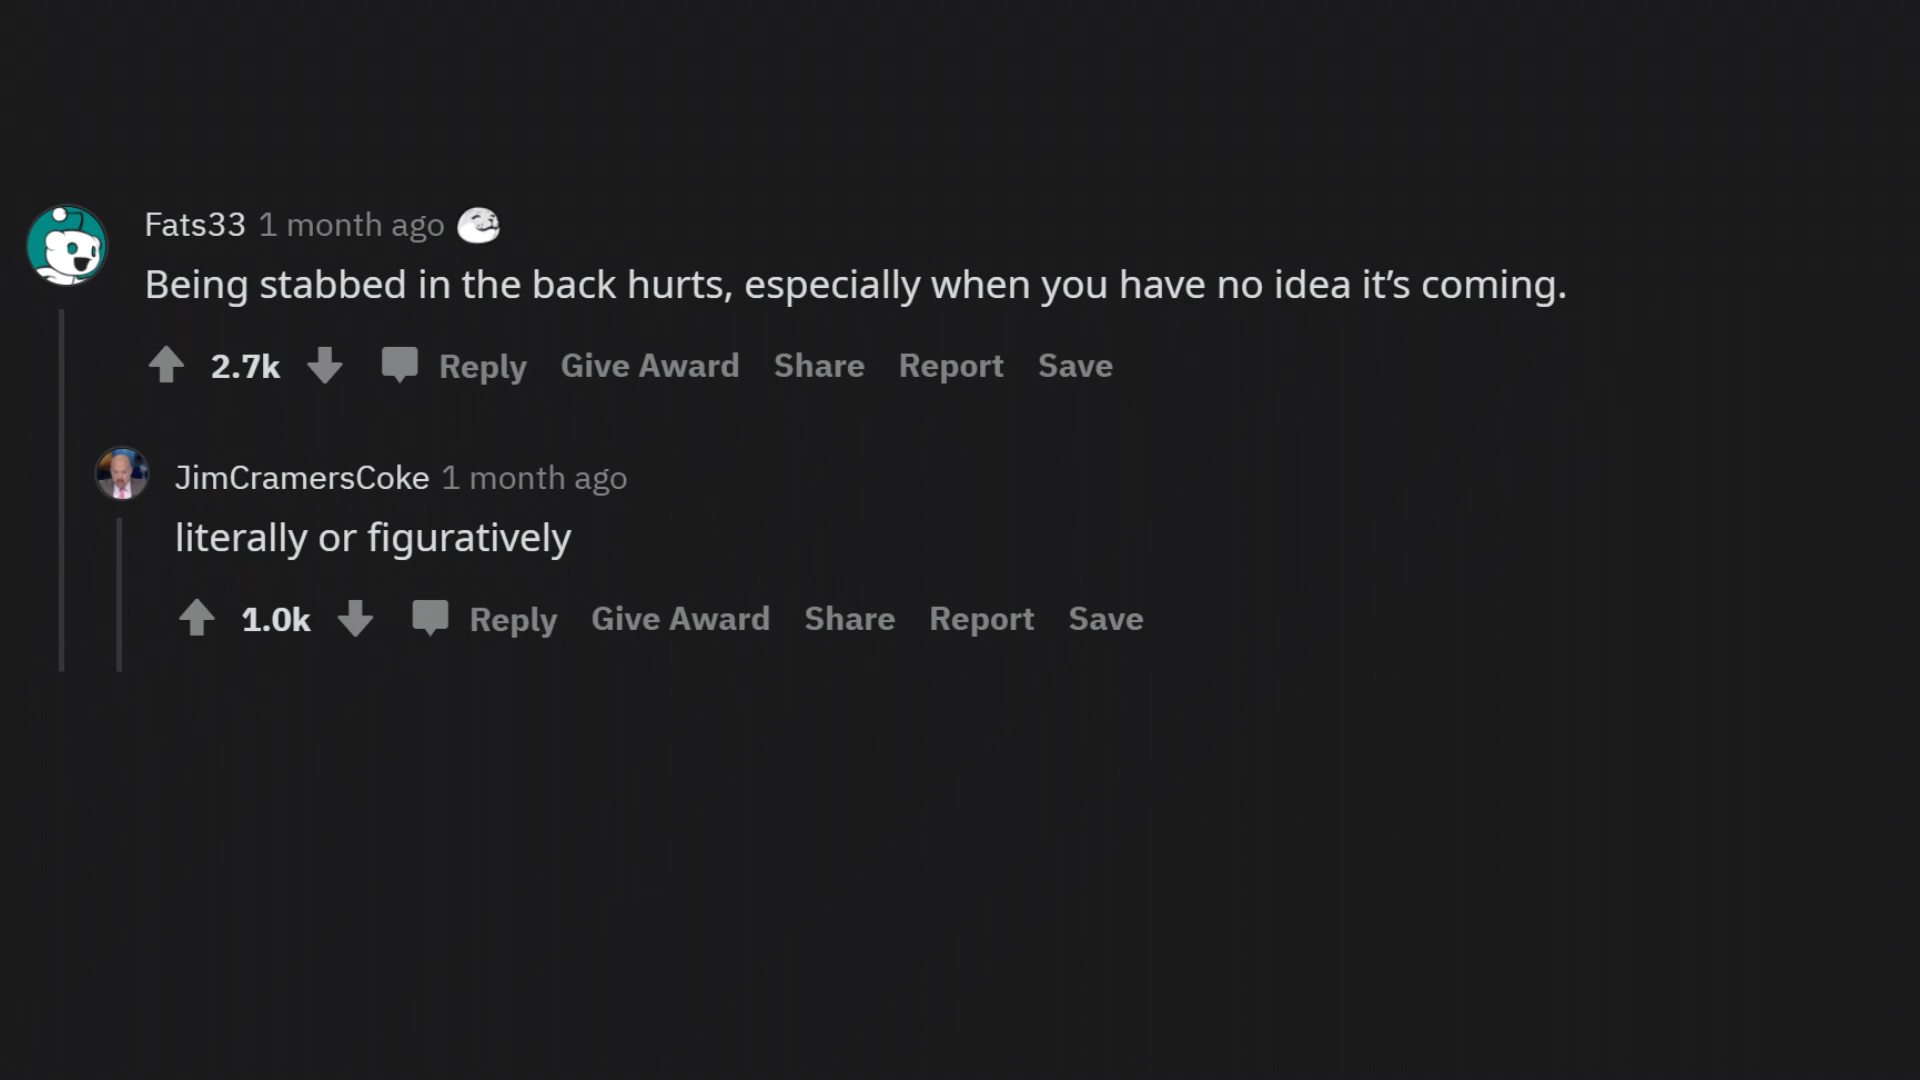 Fats33 1 month ago
Being stabbed in the back hurts, especially when you have no idea it’s coming.
2.7k Reply Give Award Share Report Save
JimCramersCoke 1 month ago
literally or figuratively
1.0k Reply Give Award Share Report Save